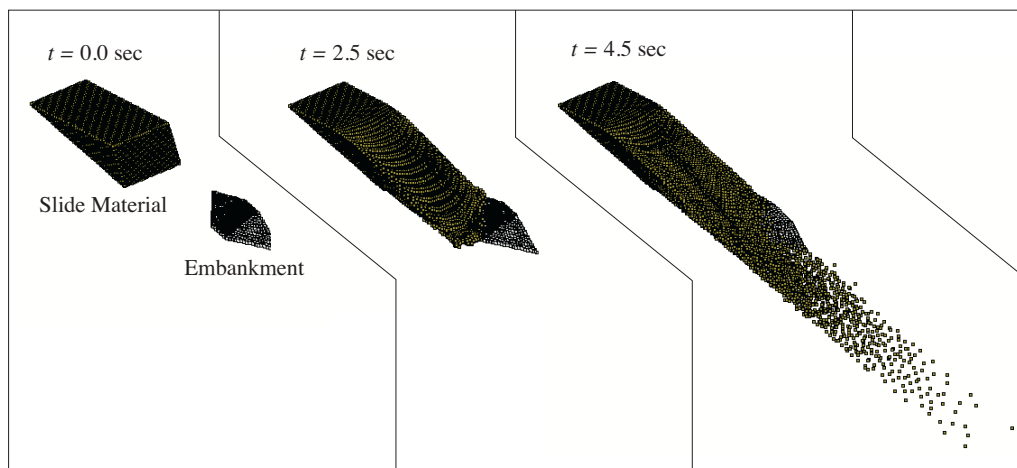 t = 0.0 sec
t = 2.5 sec
t = 4.5 sec
Slide Material
Embankment